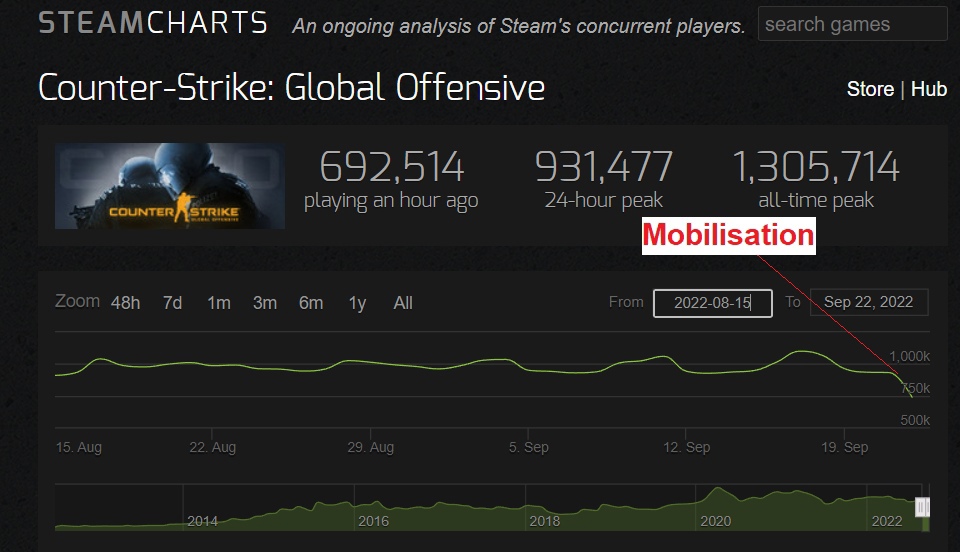 STEAMCHARTS An ongoing analysis of Steam's concurrent players. search games
Counter-Strike: Global Offensive Store | Hub
COUNTER STRIKE
GLOBAL OFFENSIVE
692,514 931,477 1,305,714
playing an hour ago 24-hour peak all-time peak
Mobilisation
Zoom 48h 7d 1m 3m 6m 1y All From 2022-08-15 To Sep 22, 2022
1,000k
750k
500k
15. Aug 22. Aug 29. Aug 5. Sep 12. Sep 19. Sep
2014 2016 2018 2020 2022